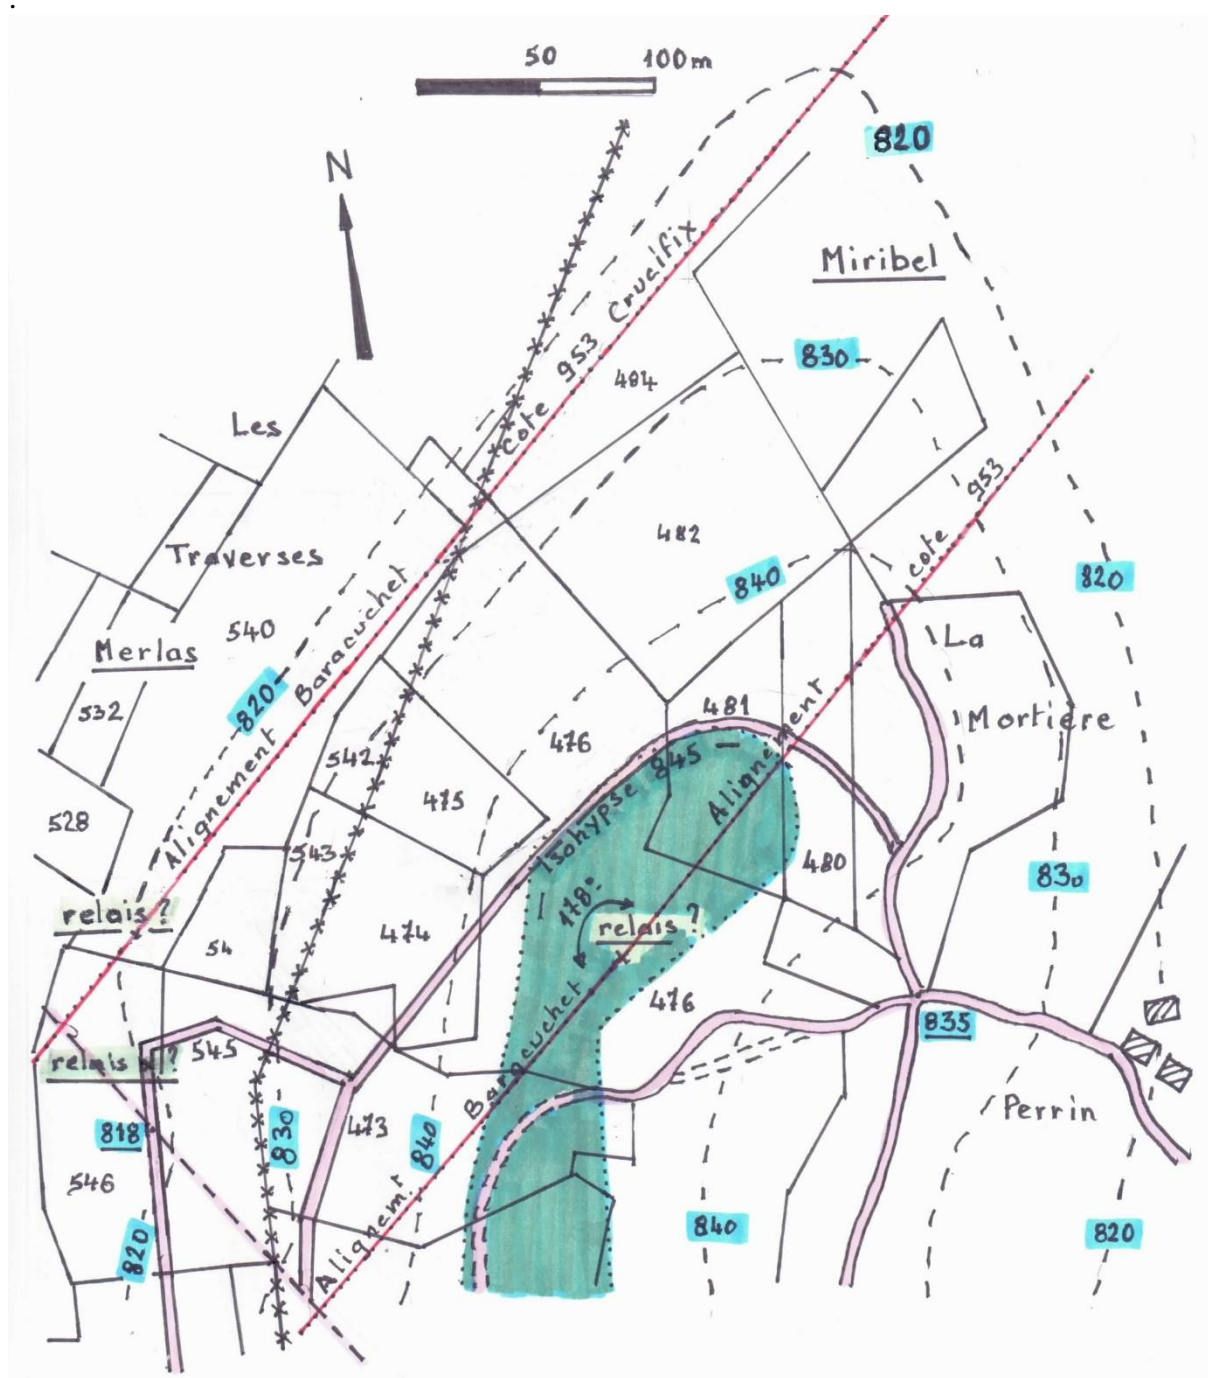 50 100m
N
820
Miribel
Cote 953 Crucifix
830
484
Les
Traverses
482
cote 953
840
820
540
Merlas
La
Mortière
Alignement Baracuchet
820
532
481
476
542
845
Isohypse
475
Alignement
528
543
480
830
178°
relais ?
relais ?
54
474
476
Baracuchet
835
relais ?
545
Perrin
818
830
473
840
546
820
840
820
Alignem.t